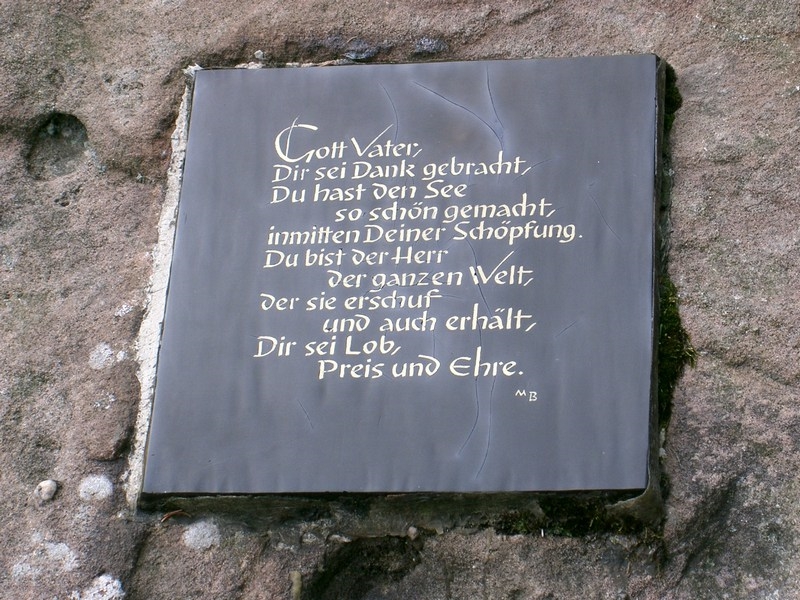 Gott Vater,
Dir sei Dank gebracht,
Du hast den See
so schön gemacht,
inmitten Deiner Schöpfung.
Du bist der Herr
der ganzen Welt,
der sie erschuf
und auch erhält,
Dir sei Lob,
Preis und Ehre.
MB